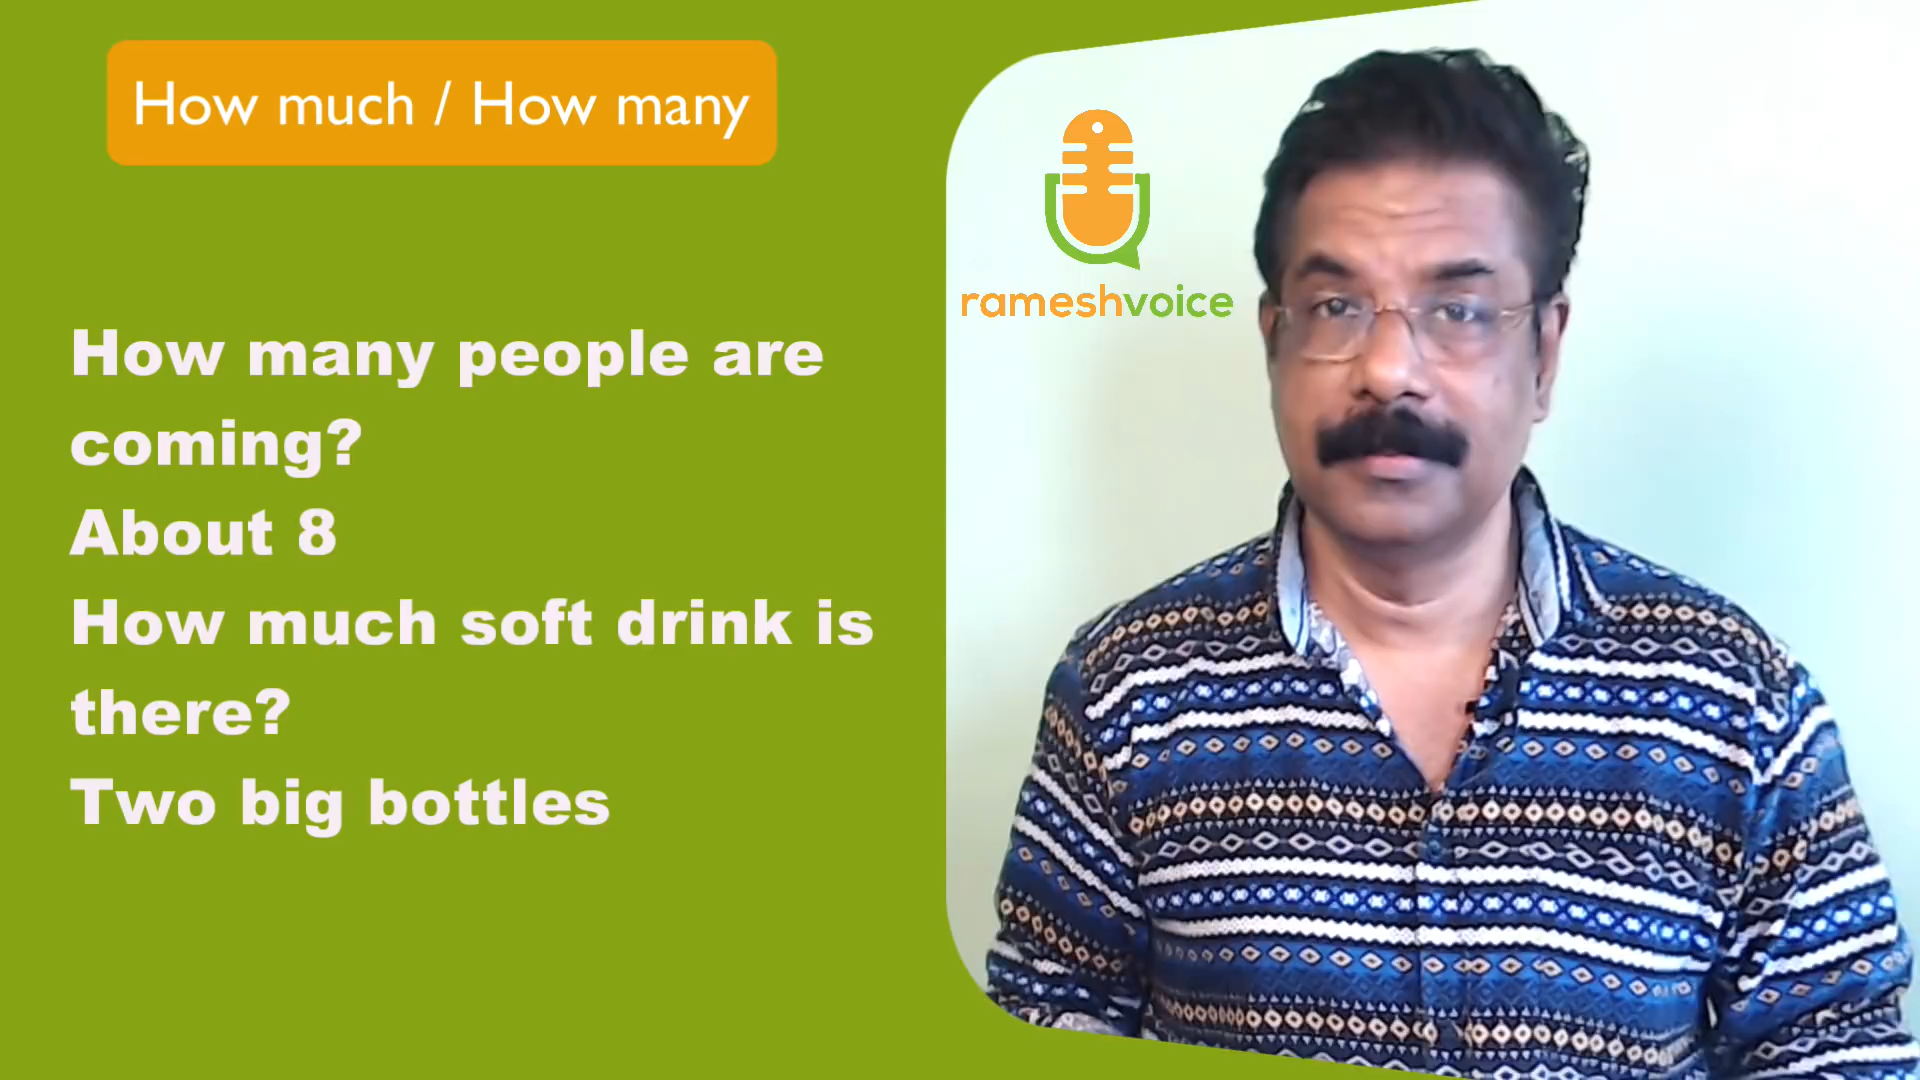 How much / How many
rameshvoice
How many people are
coming?
About 8
How much soft drink is
there?
Two big bottles